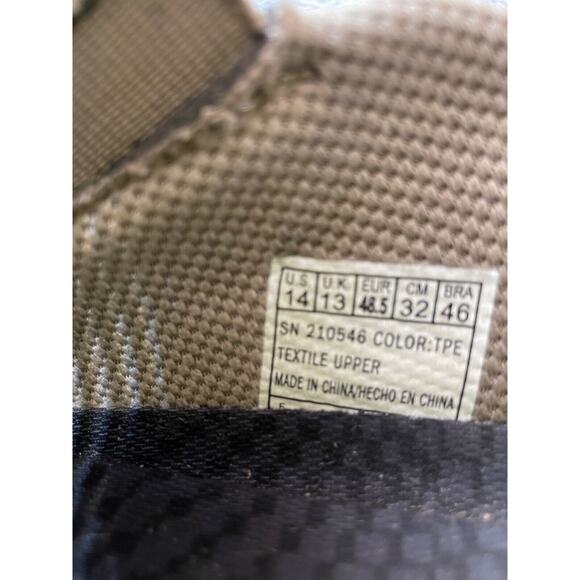 U.S. U.K. EUR CM BRA
14 13 48.5 32 46
SN 210546 COLOR:TPE
TEXTILE UPPER
MADE IN CHINA/HECHO EN CHINA